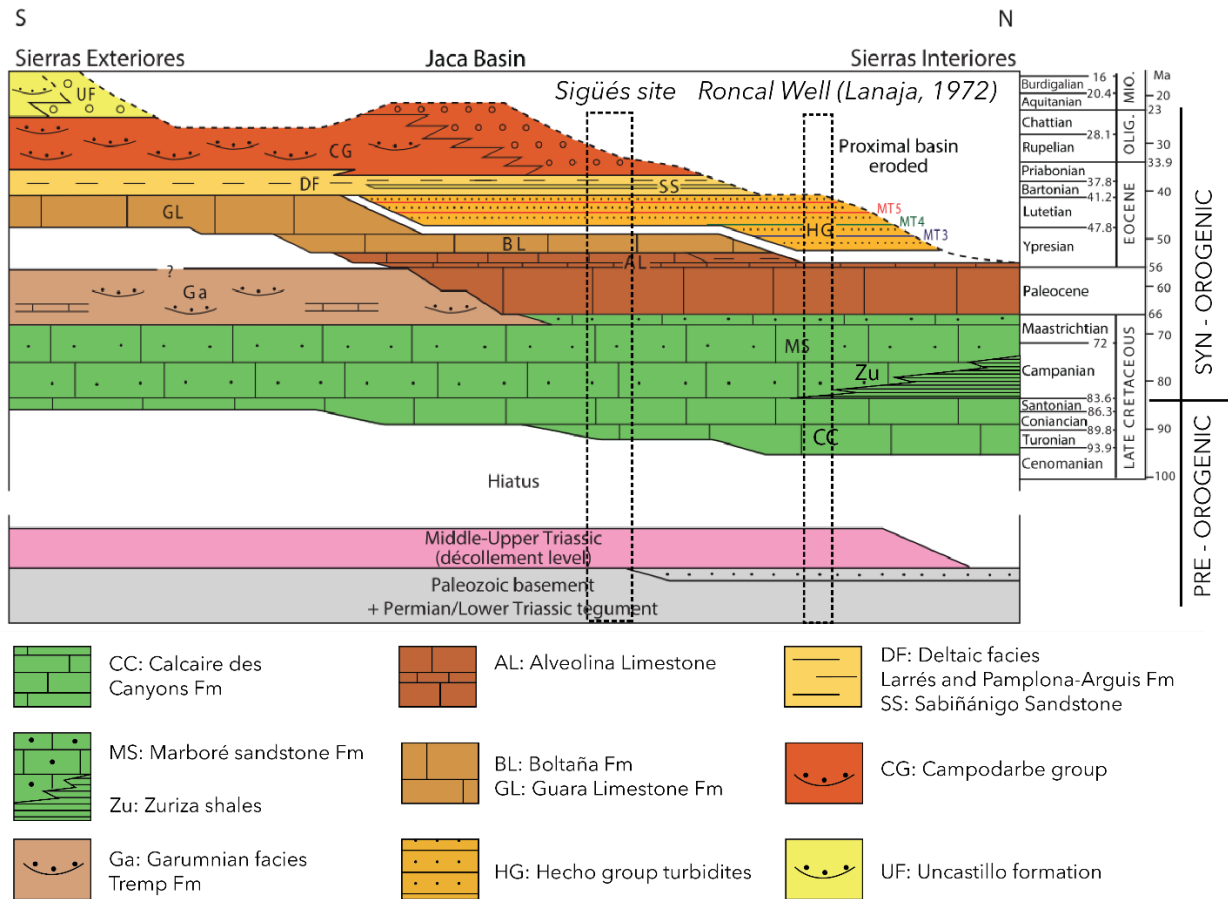 S
N
Sierras Exteriores
Jaca Basin
Sierras Interiores
Sigüés site
Roncal Well (Lanaja, 1972)
Proximal basin
eroded
UF
CG
DF
SS
GL
MT5
MT4
MT3
HG
BL
AL
?
Ga
MS
Zu
CC
Hiatus
Middle-Upper Triassic
(décollement level)
Paleozoic basement
+ Permian/Lower Triassic tegument
Burdigalian
16
20.4
Aquitanian
MIO.
Ma
20
23
Chattian
28.1
Rupelian
OLIG.
30
33.9
Priabonian
37.8
Bartonian
41.2
40
Lutetian
47.8
EOCENE
50
Ypresian
56
Paleocene
60
66
Maastrichtian
72
70
Campanian
80
83.6
Santonian
86.3
Coniancian
89.8
90
Turonian
93.9
Cenomanian
100
LATE CRETACEOUS
SYN - OROGENIC
PRE - OROGENIC
CC: Calcaire des
Canyons Fm
AL: Alveolina Limestone
DF: Deltaic facies
Larrés and Pamplona-Arguis Fm
SS: Sabiñánigo Sandstone
MS: Marboré sandstone Fm
Zu: Zuriza shales
BL: Boltaña Fm
GL: Guara Limestone Fm
CG: Campodarbe group
Ga: Garumnian facies
Tremp Fm
HG: Hecho group turbidites
UF: Uncastillo formation